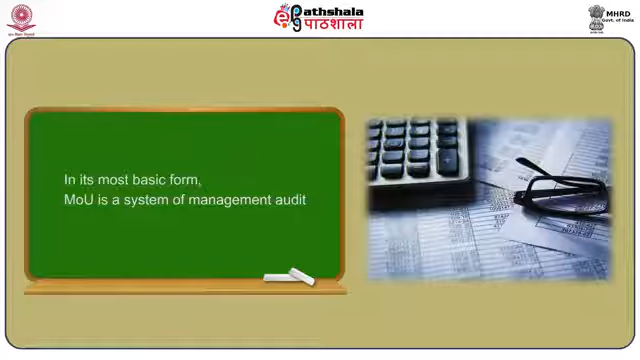 Pathshala
पाठशाला
MHRD
Govt. of India
In its most basic form,
MoU is a system of management audit